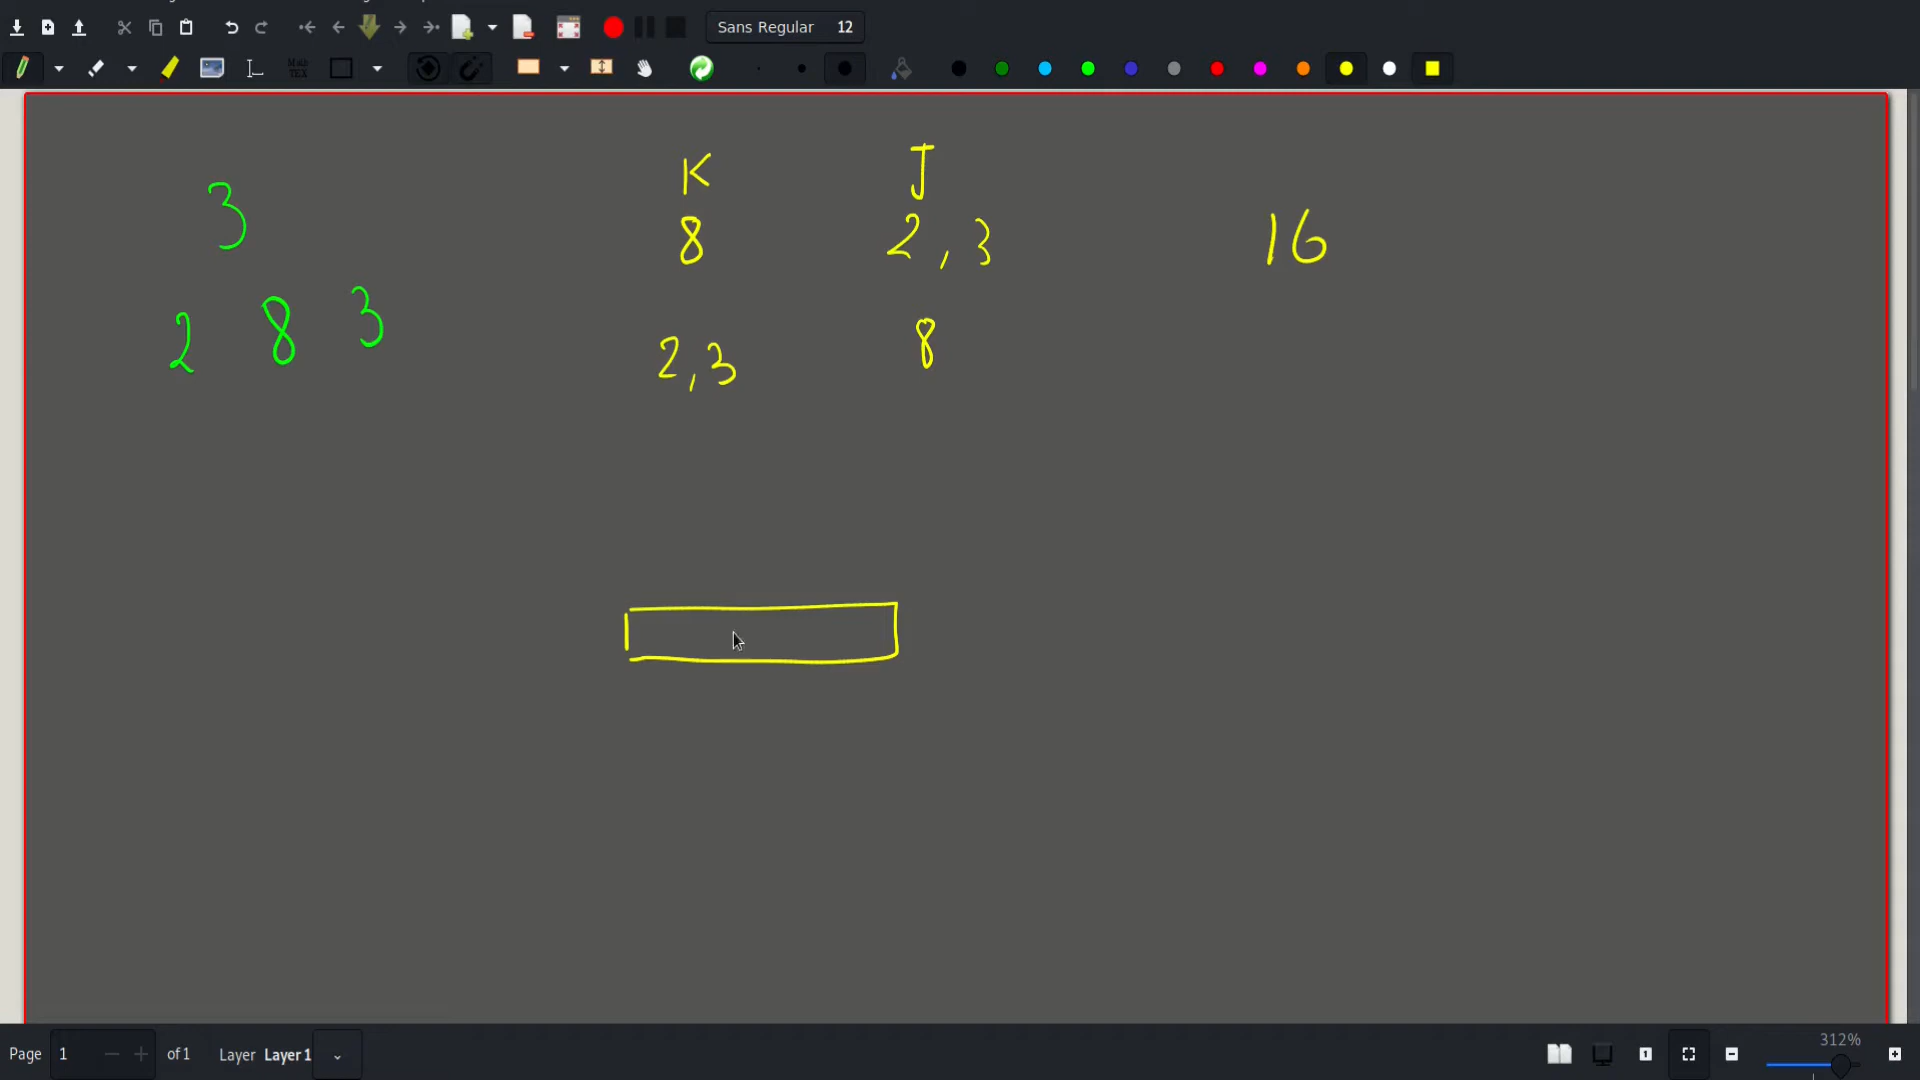 Sans Regular 12
3
2 8 3
K J
8 2, 3 16
2, 3 8
Page 1 of 1 Layer Layer 1 312%